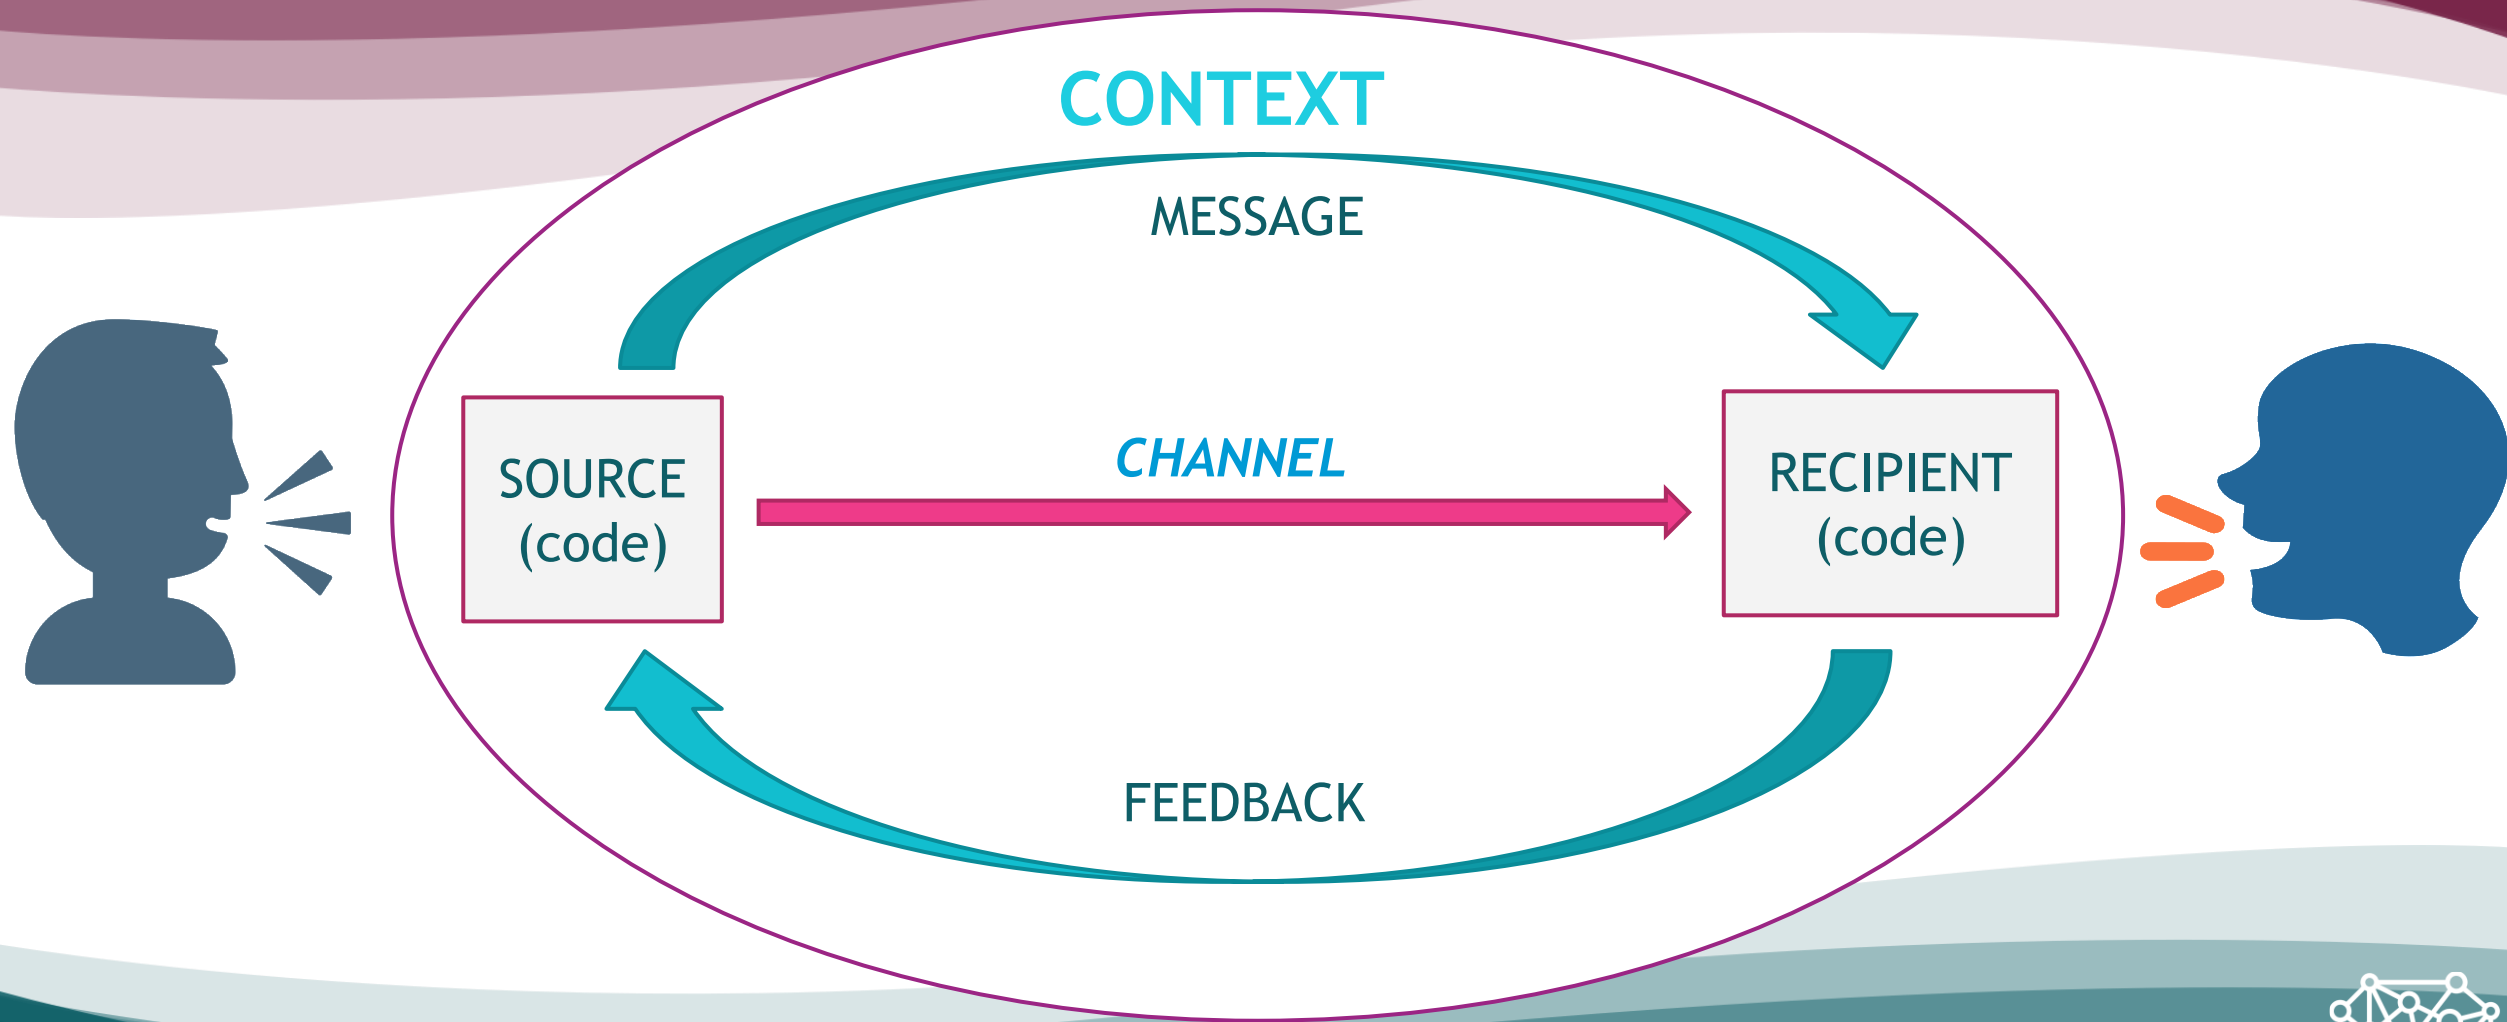 CONTEXT
MESSAGE
CHANNEL
SOURCE
(code)
RECIPIENT
(code)
FEEDBACK